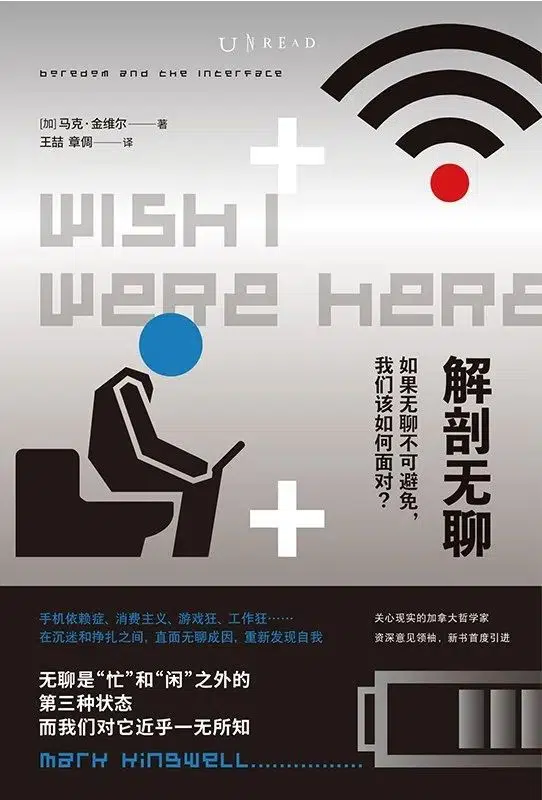 UNREAD
boredom and the interface
[加]马克·金维尔——著
王喆 章倜——译
WISH I
WERE HERE
解剖无聊
如果无聊不可避免，
我们该如何面对？
手机依赖症、消费主义、游戏狂、工作狂……
在沉迷和挣扎之间，直面无聊成因，重新发现自我
关心现实的加拿大哲学家
资深意见领袖，新书首度引进
无聊是“忙”和“闲”之外的
第三种状态
而我们对它近乎一无所知
mark kingwell................